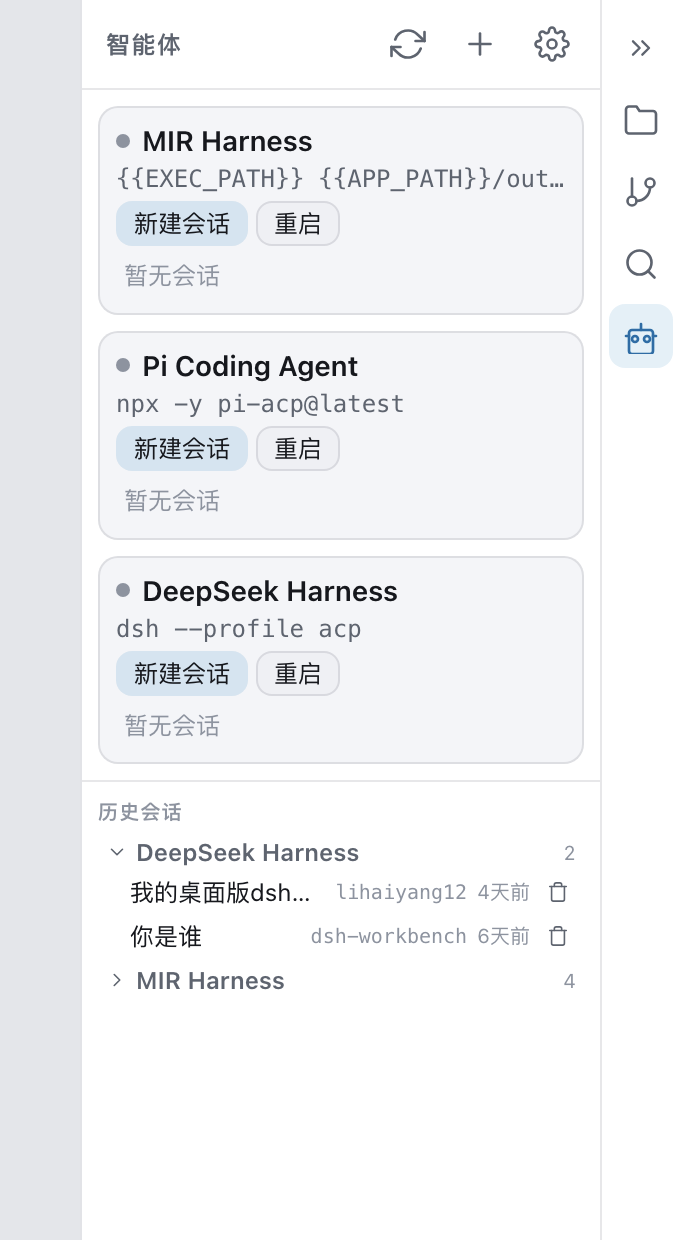 智能体
MIR Harness
{{EXEC_PATH}} {{APP_PATH}}/out…
新建会话 重启
暂无会话
Pi Coding Agent
npx -y pi-acp@latest
新建会话 重启
暂无会话
DeepSeek Harness
dsh --profile acp
新建会话 重启
暂无会话
历史会话
DeepSeek Harness 2
我的桌面版dsh... lihaiyang12 4天前
你是谁 dsh-workbench 6天前
MIR Harness 4